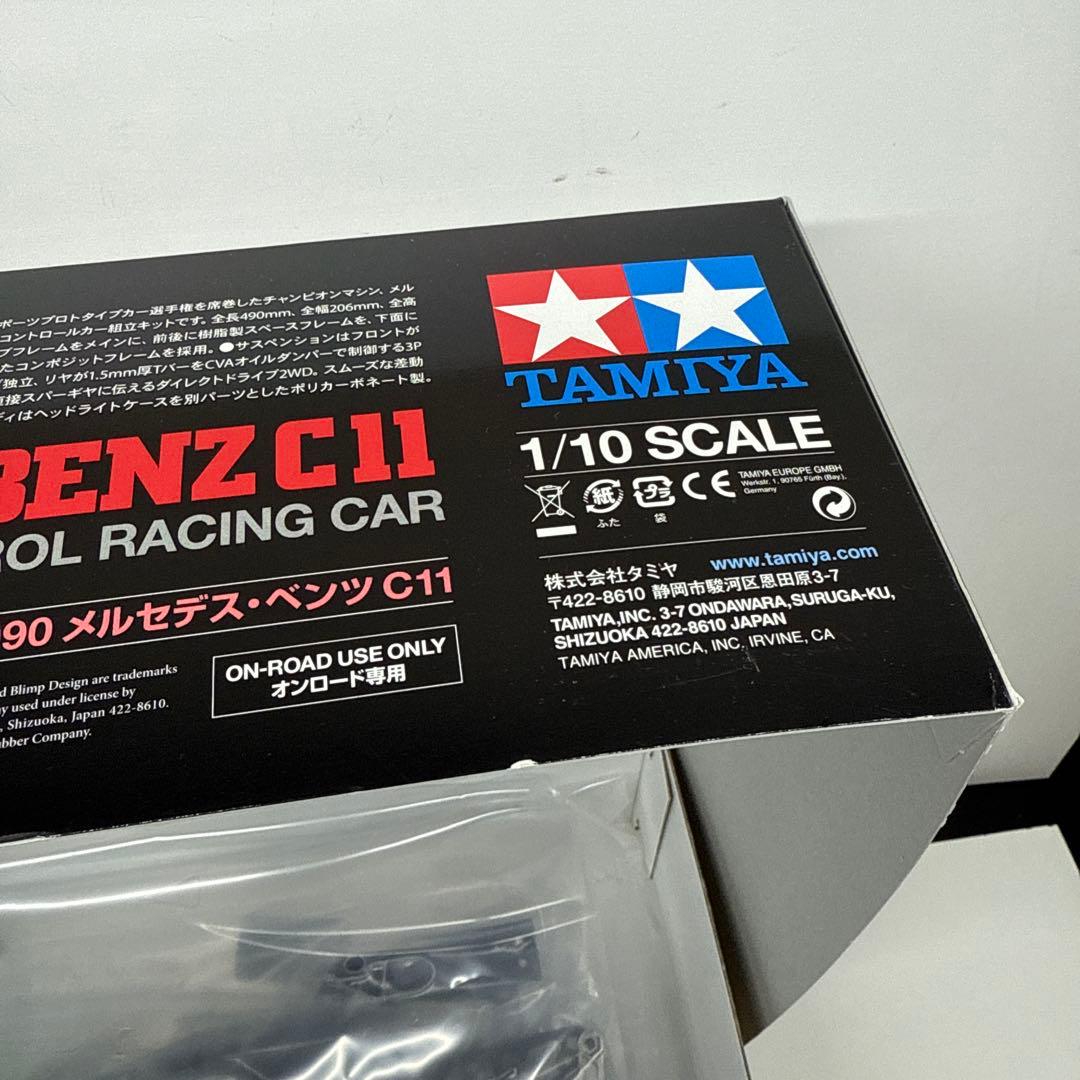 ポーツプロトタイプカー選手権を席巻したチャンピオンマシン、メル
コントロールカー組立キットです。全長490mm、全幅206mm、全高
プフレームをメインに、前後に樹脂製スペースフレームを、下面に
たコンポジットフレームを採用。●サスペンションはフロントが
独立、リヤが1.5mm厚TバーをCVAオイルダンパーで制御する3P
直接スパーギヤに伝えるダイレクトドライブ2WD。スムーズな差動
ディはヘッドライトケースを別パーツとしたポリカーボネート製。
BENZ C11
ROL RACING CAR
990 メルセデス・ベンツ C11
d Blimp Design are trademarks
ny used under license by
, Shizuoka, Japan 422-8610.
ubber Company.
ON-ROAD USE ONLY
オンロード専用
TAMIYA
1/10 SCALE
紙
ふた
プラ
袋
CE
TAMIYA EUROPE GMBH
Werkstr. 1, 90765 Fürth (Bay.),
Germany
www.tamiya.com
株式会社タミヤ
〒422-8610 静岡市駿河区恩田原3-7
TAMIYA,INC. 3-7 ONDAWARA,SURUGA-KU,
SHIZUOKA 422-8610 JAPAN
TAMIYA AMERICA, INC. IRVINE, CA